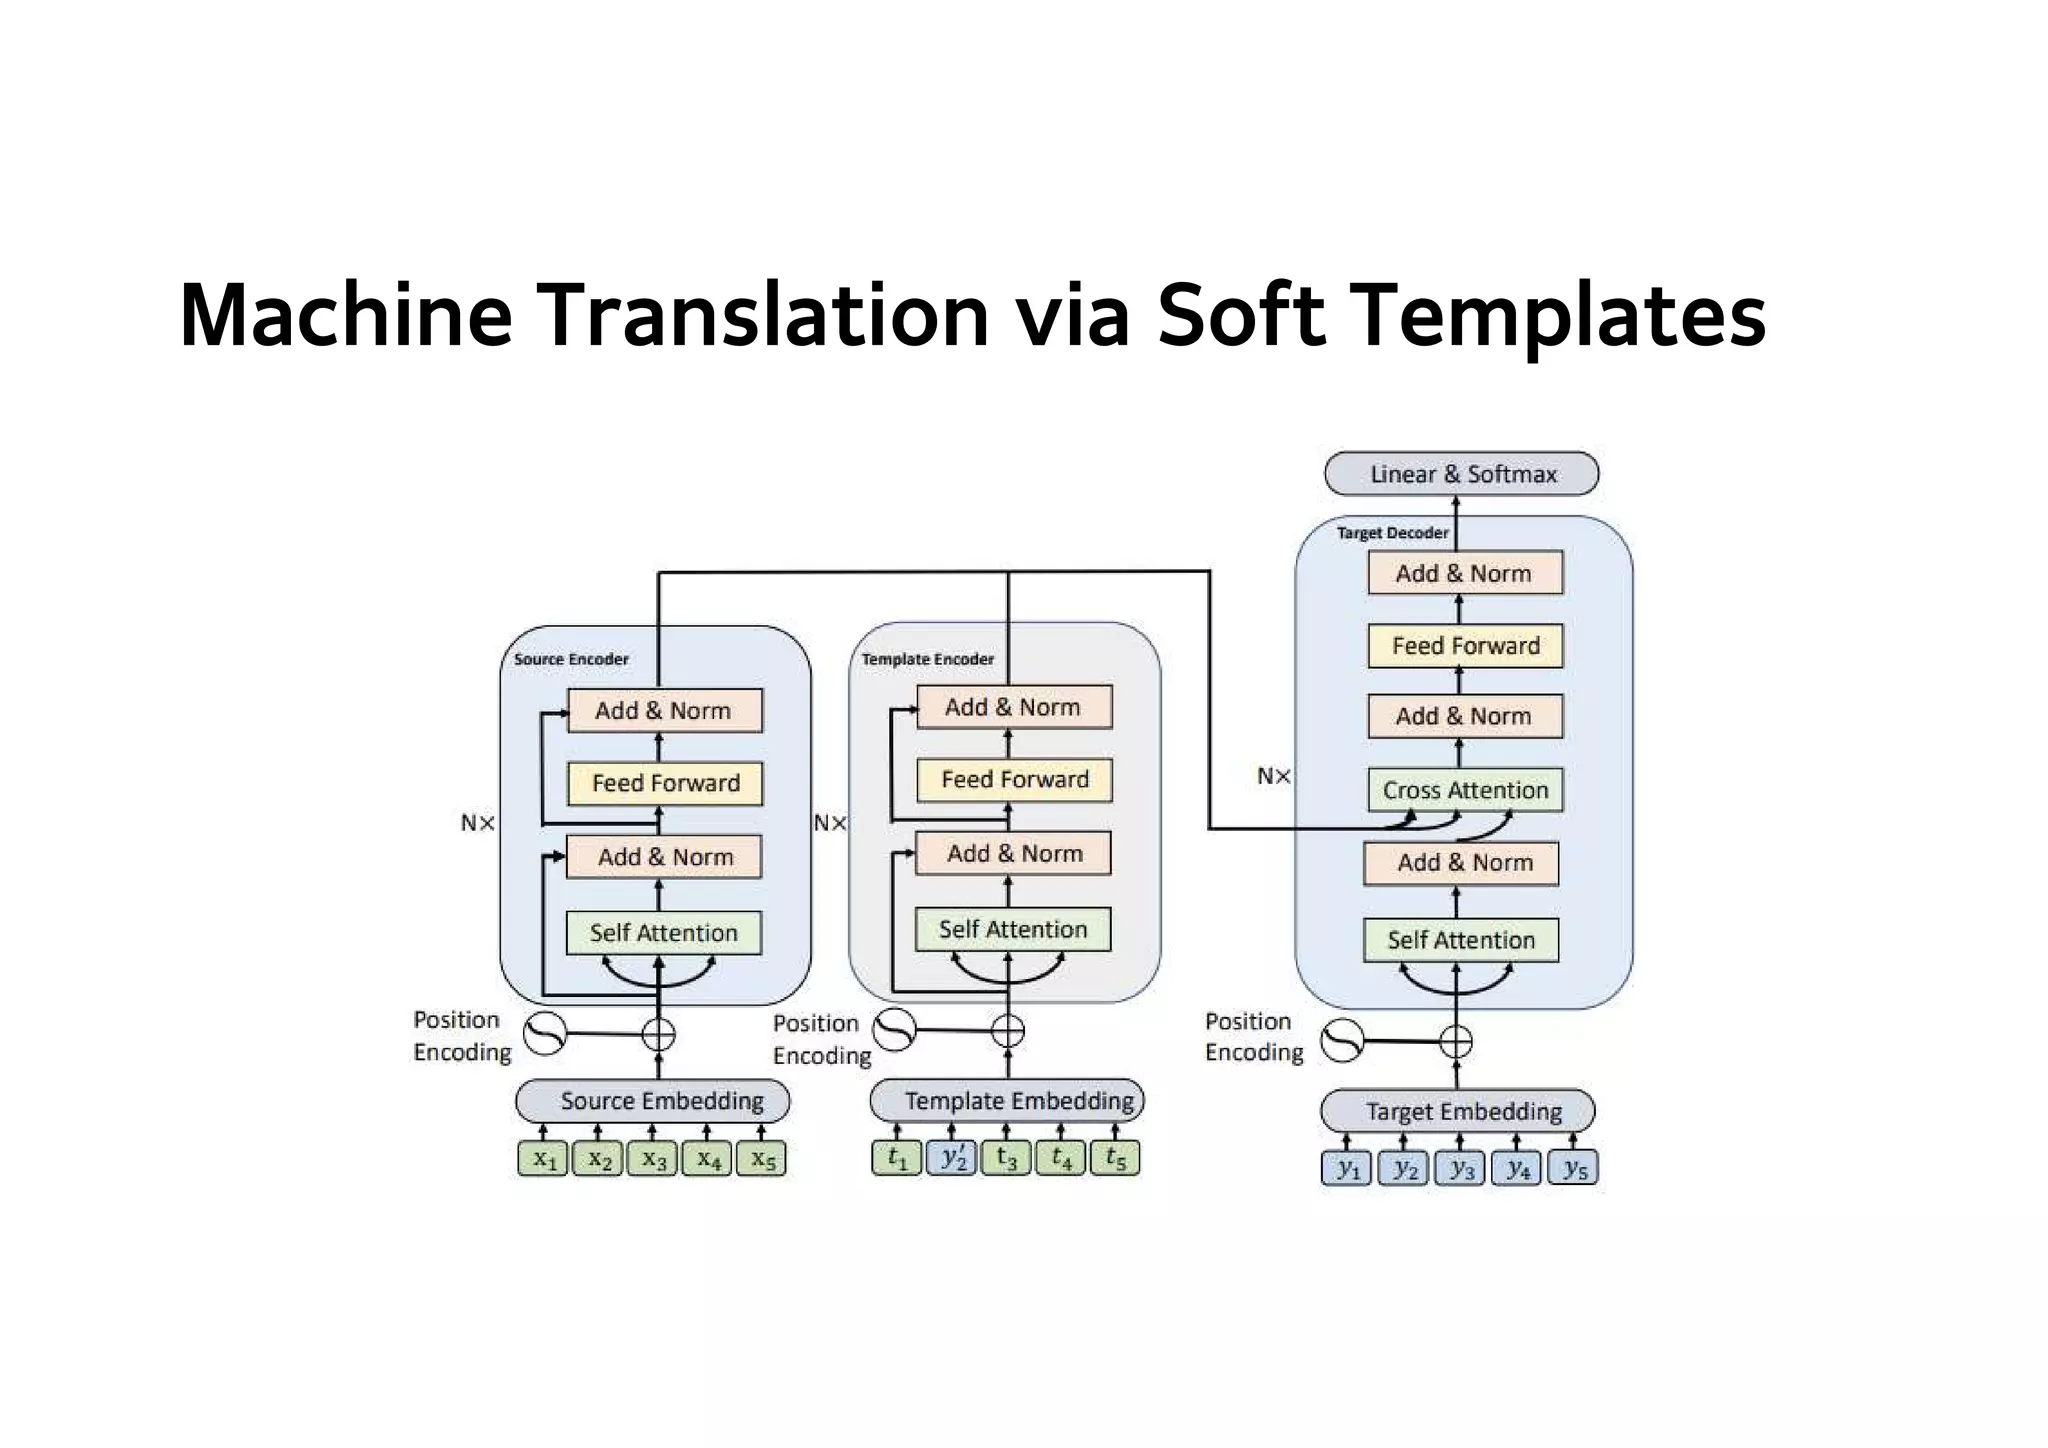 Machine Translation via Soft Templates
Linear & Softmax
Target Decoder
Add & Norm
Feed Forward
Add & Norm
Cross Attention
Add & Norm
Self Attention
N×
Position
Encoding
Target Embedding
y₁ y₂ y₃ y₄ y₅
Source Encoder
Add & Norm
Feed Forward
Add & Norm
Self Attention
N×
Position
Encoding
Source Embedding
x₁ x₂ x₃ x₄ x₅
Template Encoder
Add & Norm
Feed Forward
Add & Norm
Self Attention
N×
Position
Encoding
Template Embedding
t₁ y₂′ t₃ t₄ t₅